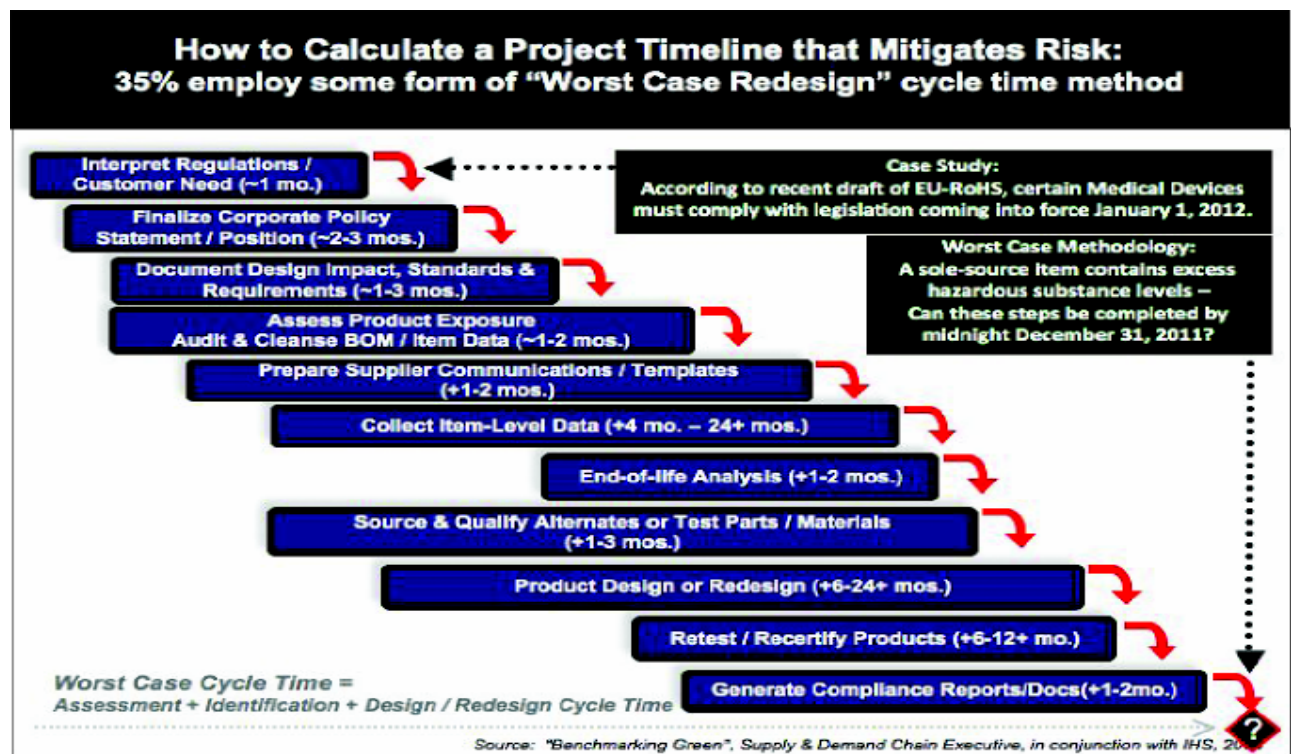 How to Calculate a Project Timeline that Mitigates Risk:
35% employ some form of “Worst Case Redesign” cycle time method
Interpret Regulations /
Customer Need (~1 mo.)
Case Study:
According to recent draft of EU-RoHS, certain Medical Devices
must comply with legislation coming into force January 1, 2012.
Finalize Corporate Policy
Statement / Position (~2-3 mos.)
Worst Case Methodology:
A sole-source item contains excess
hazardous substance levels –
Can these steps be completed by
midnight December 31, 2011?
Document Design Impact, Standards &
Requirements (~1-3 mos.)
Assess Product Exposure
Audit & Cleanse BOM / Item Data (~1-2 mos.)
Prepare Supplier Communications / Templates
(+1-2 mos.)
Collect Item-Level Data (+4 mo. – 24+ mos.)
End-of-life Analysis (+1-2 mos.)
Source & Qualify Alternates or Test Parts / Materials
(+1-3 mos.)
Product Design or Redesign (+6-24+ mos.)
Retest / Recertify Products (+6-12+ mo.)
Generate Compliance Reports/Docs(+1-2mo.)
Worst Case Cycle Time =
Assessment + Identification + Design / Redesign Cycle Time
?
Source: "Benchmarking Green", Supply & Demand Chain Executive, in conjunction with IHS,